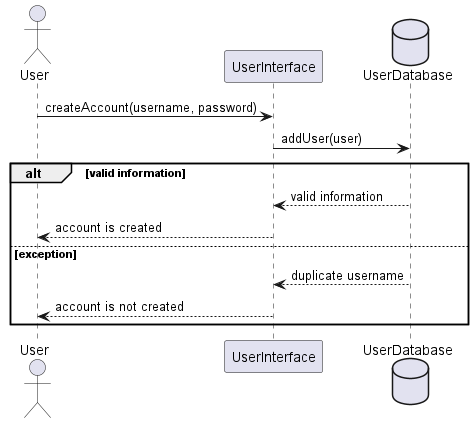 User
UserInterface
UserDatabase
createAccount(username, password)
addUser(user)
alt [valid information]
valid information
account is created
[exception]
duplicate username
account is not created
User
UserInterface
UserDatabase